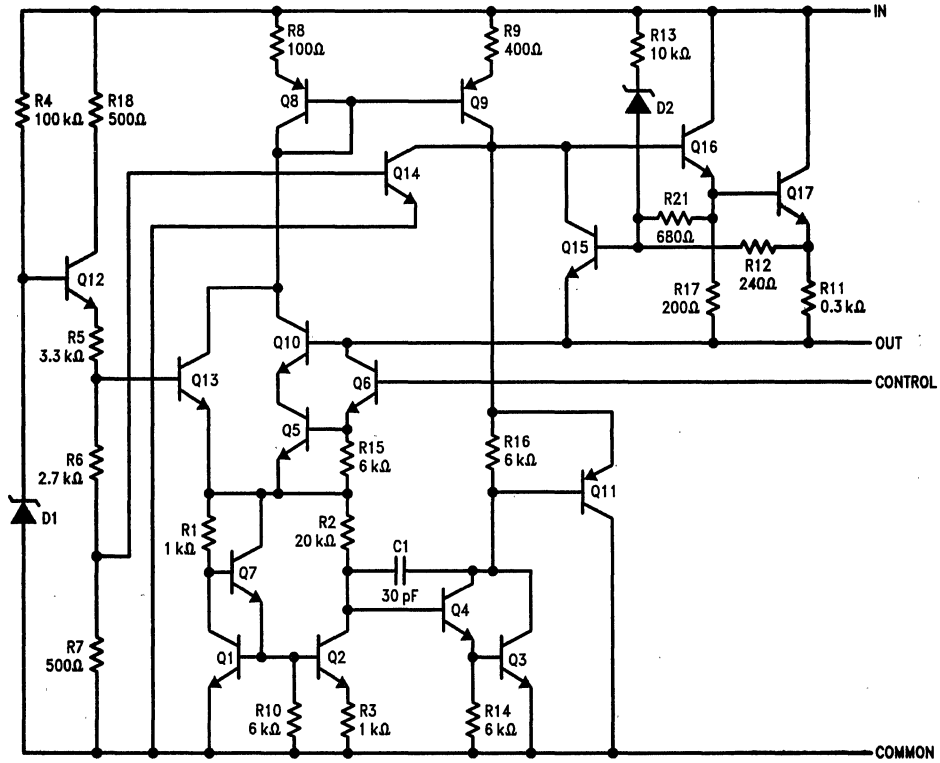 IN
R8
100Ω
R9
400Ω
R13
10 kΩ
R4
100 kΩ
R18
500Ω
Q8
Q9
D2
Q14
Q16
Q17
R21
680Ω
Q15
R12
240Ω
Q12
R17
200Ω
R11
0.3 kΩ
R5
3.3 kΩ
Q10
OUT
Q13
Q6
CONTROL
Q5
R15
6 kΩ
R16
6 kΩ
R6
2.7 kΩ
Q11
D1
R1
1 kΩ
R2
20 kΩ
C1
30 pF
Q7
Q4
R7
500Ω
Q1
Q2
Q3
R10
6 kΩ
R3
1 kΩ
R14
6 kΩ
COMMON